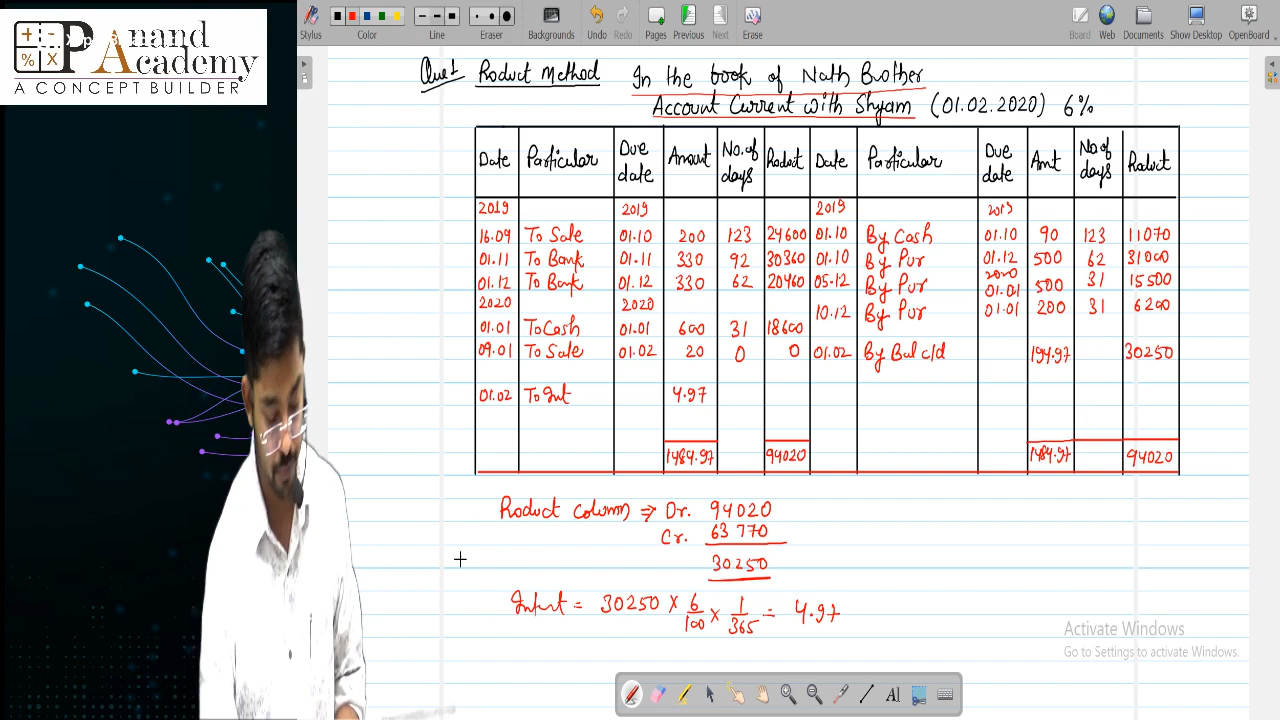 Anand
Academy
A CONCEPT BUILDER
Stylus Color Line Eraser Backgrounds Undo Redo Pages Previous Next Erase Board Web Documents Show Desktop OpenBoard
Que 1 Product Method In the book of Nath Brother
Account Current with Shyam (01.02.2020) 6%
Date Particular Due date Amount No. of days Product Date Particular Due date Amt No of days Product
2019 2019 2019 2019
16.09 To Sale 01.10 200 123 24600 01.10 By Cash 01.10 90 123 11070
01.11 To Bank 01.11 330 92 30360 01.10 By Pur 01.12 500 62 31000
01.12 To Bank 01.12 330 62 20460 05.12 By Pur 2020 01.01 500 31 15500
2020 2020 10.12 By Pur 01.01 200 31 6200
01.01 To Cash 01.01 600 31 18600
09.01 To Sale 01.02 20 0 0 01.02 By Bal c/d 194.97 30250
01.02 To Int 4.97
1484.97 94020 1484.97 94020
Product Column ⇒ Dr. 94020
Cr. 63770
30250
= 30250 × 6/100 × 1/365 = 4.97
Activate Windows
Go to Settings to activate Windows.